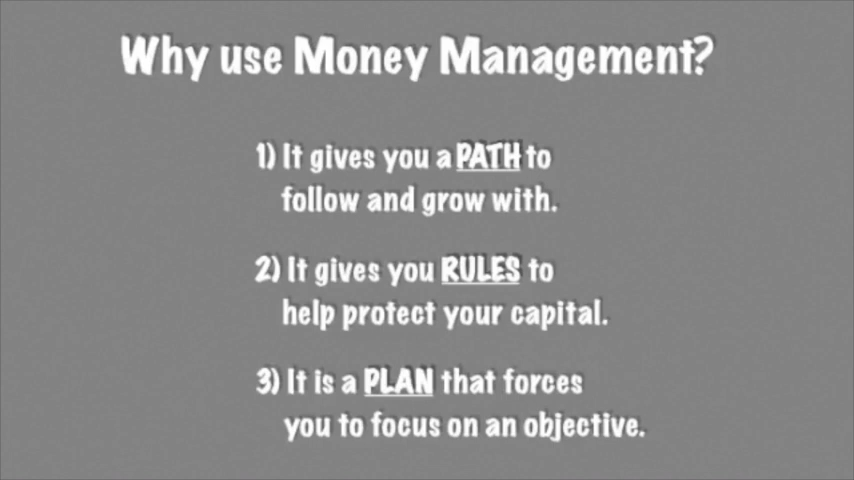 Why use Money Management?
1) It gives you a PATH to
follow and grow with.
2) It gives you RULES to
help protect your capital.
3) It is a PLAN that forces
you to focus on an objective.